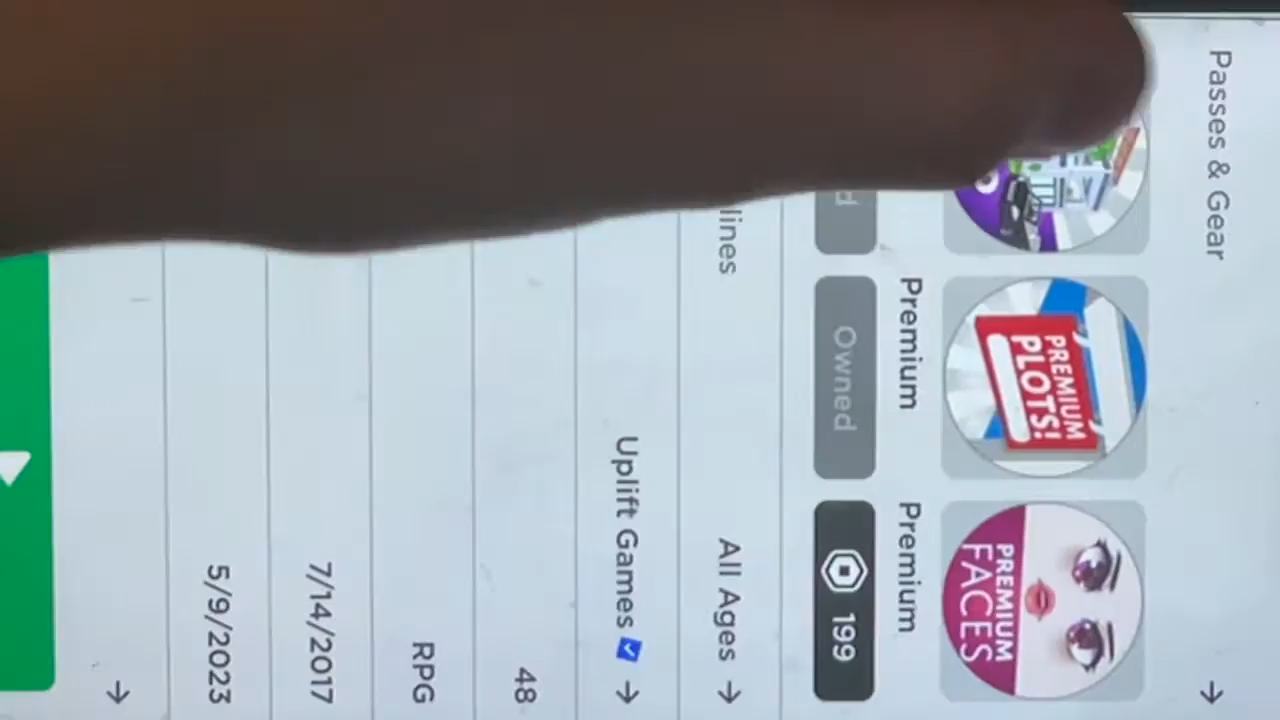 Passes & Gear
PREMIUM
PLOTS!
PREMIUM
FACES
Premium
Premium
Owned
199
All Ages
Uplift Games
48
RPG
7/14/2017
5/9/2023